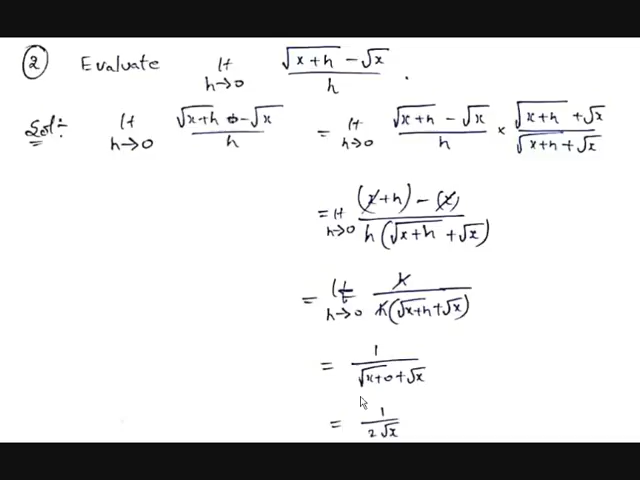 ② Evaluate lt h→0 (√(x+h) − √x)/h .
Sol:- lt h→0 (√(x+h) − √x)/h = lt h→0 (√(x+h) − √x)/h × (√(x+h) + √x)/(√(x+h) + √x)
= lt h→0 ((x+h) − (x))/(h(√(x+h) + √x))
= lt h→0 h/(h(√(x+h) + √x))
= 1/(√(x+0) + √x)
= 1/(2√x)